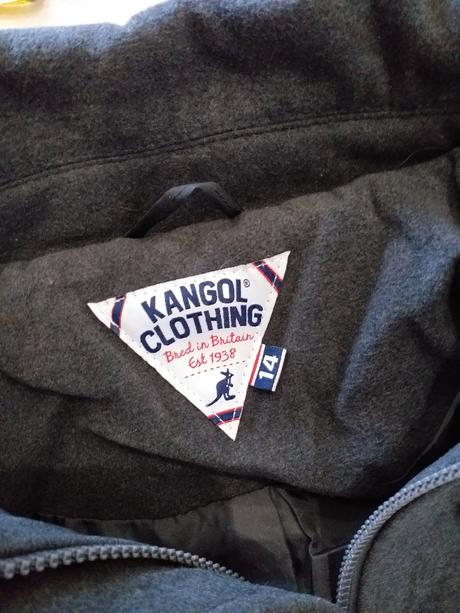 KANGOL®
CLOTHING
Bred in Britain
Est 1938
14